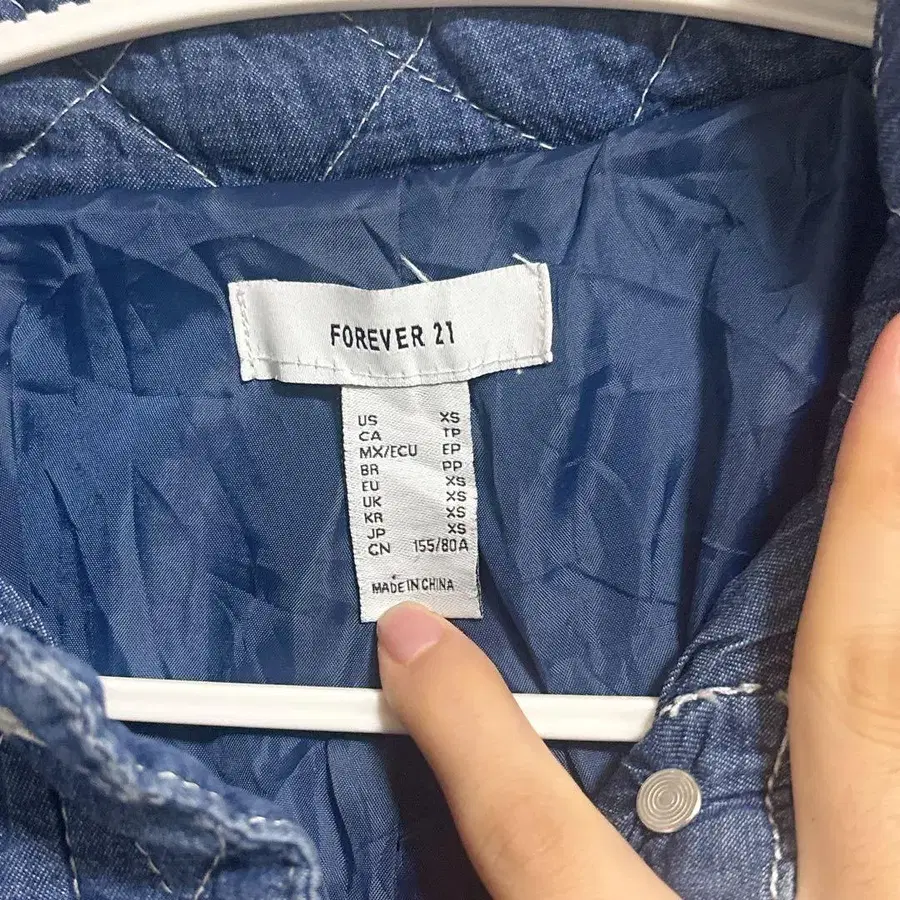 FOREVER 21
US XS
CA TP
MX/ECU EP
BR PP
EU XS
UK XS
KR XS
JP XS
CN 155/80A
MADE IN CHINA